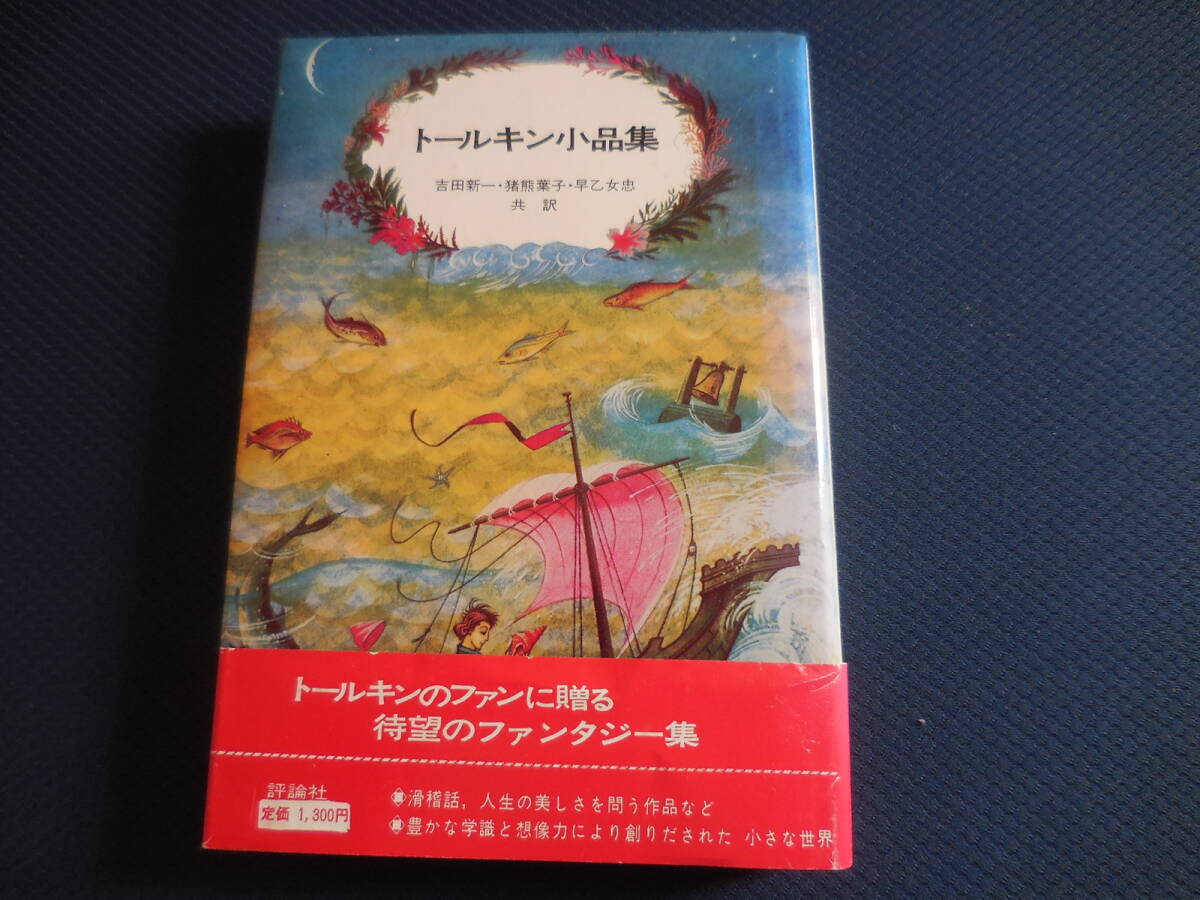 トールキン小品集
吉田新一・猪熊葉子・早乙女忠
共訳
トールキンのファンに贈る
待望のファンタジー集
評論社
定価 1,300円
滑稽話，人生の美しさを問う作品など
豊かな学識と想像力により創りだされた 小さな世界